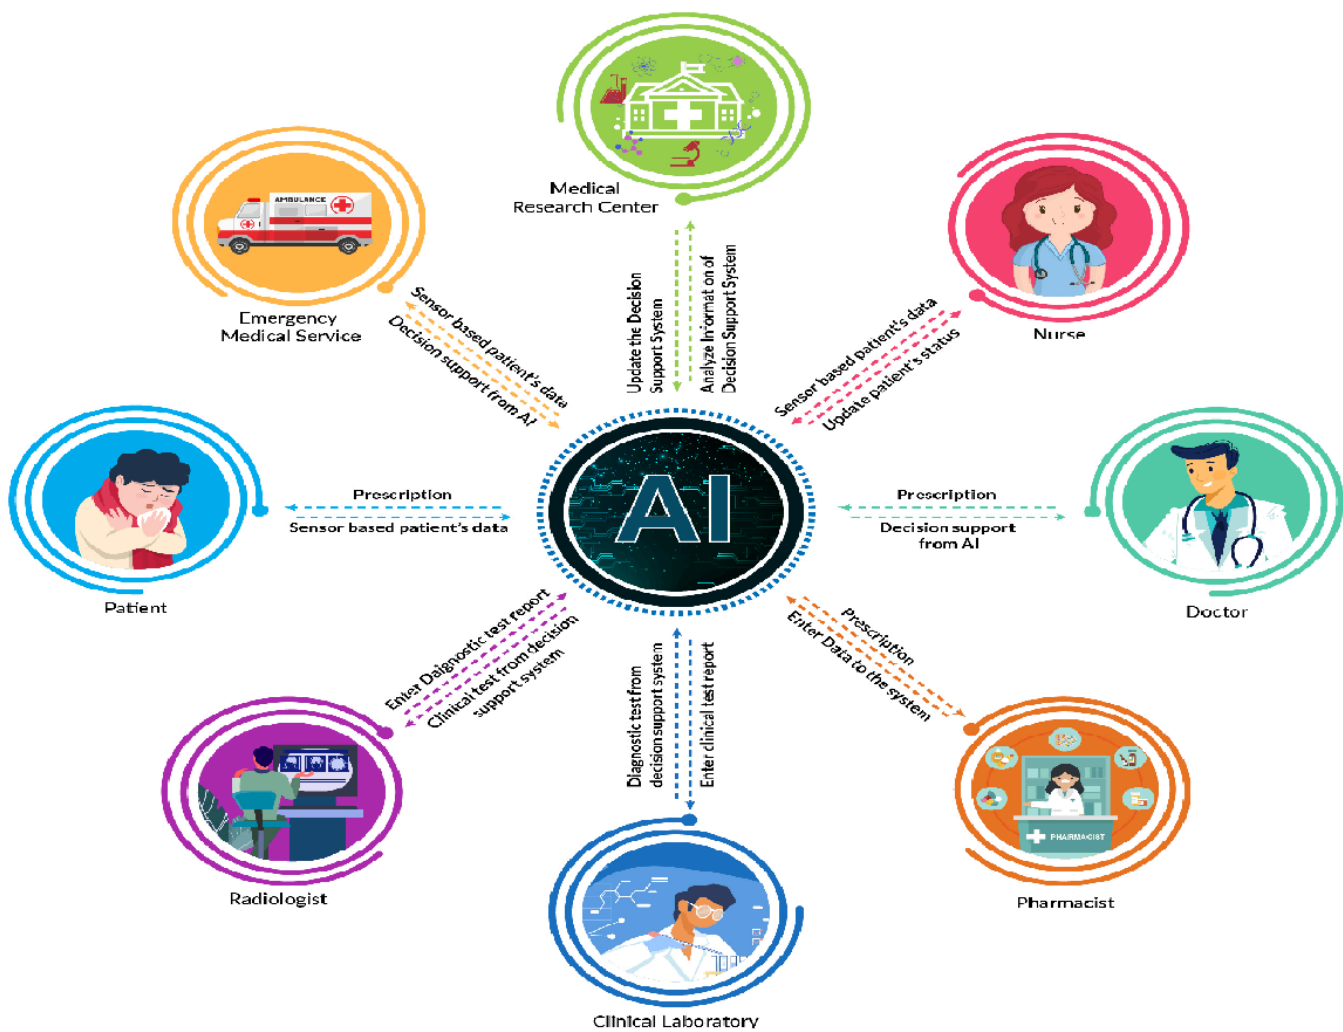 Medical
Research Center
AMBULANCE
Emergency
Medical Service
Nurse
Update the Decision
Support System
Analyze Information of
Decision Support System
Sensor based patient's data
Decision support from AI
Sensor based patient's data
Update patient's status
AI
Prescription
Sensor based patient's data
Patient
Prescription
Decision support
from AI
Doctor
Enter Daignostic test report
Clinical test from decision
support system
Diagnostic test from
decision support system
Enter clinical test report
Prescription
Enter Data to the system
PHARMACIST
Radiologist
Pharmacist
Clinical Laboratory